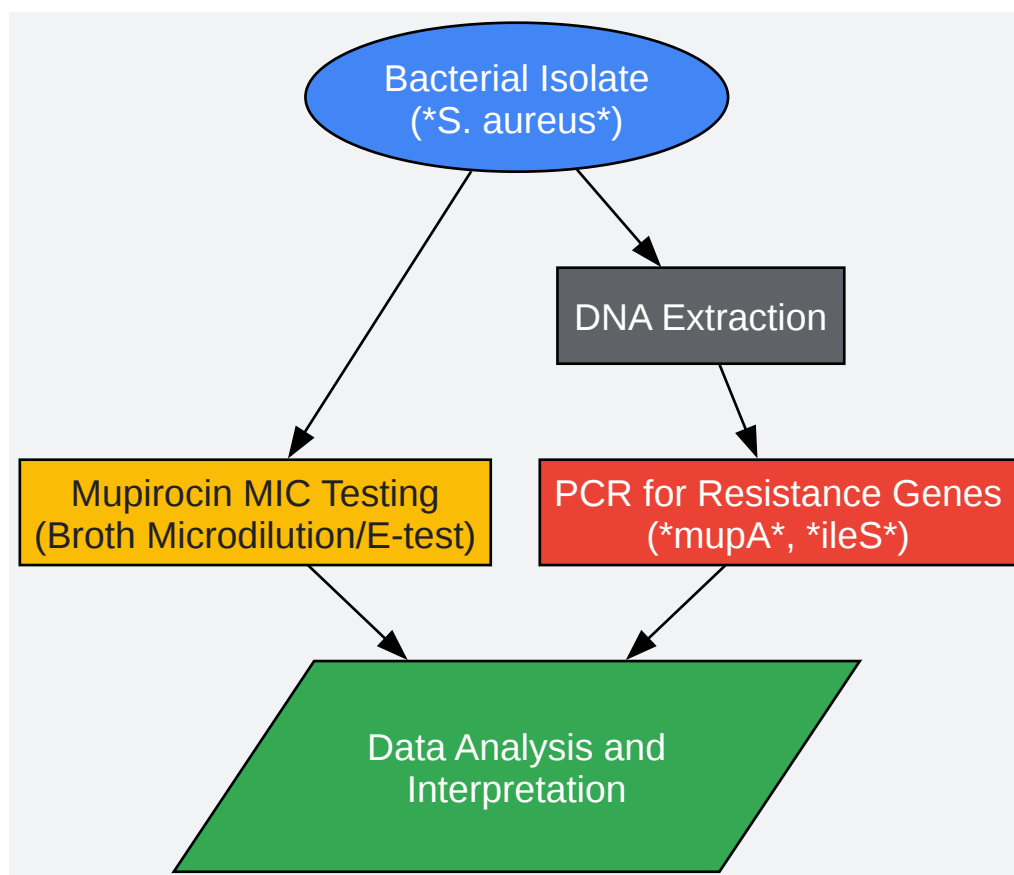 Bacterial Isolate
(*S. aureus*)
DNA Extraction
Mupirocin MIC Testing
(Broth Microdilution/E-test)
PCR for Resistance Genes
(*mupA*, *ileS*)
Data Analysis and
Interpretation